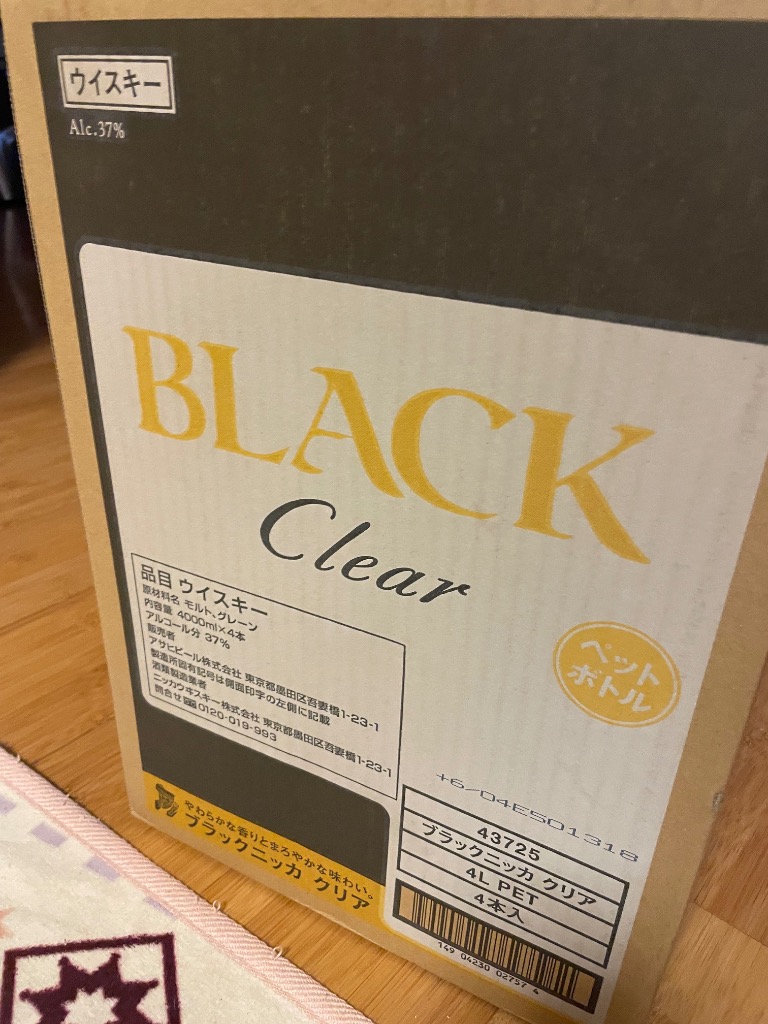 ウイスキー
Alc.37%
BLACK
Clear
品目 ウイスキー
原材料名 モルト、グレーン
内容量 4000ml×4本
アルコール分 37%
販売者
アサヒビール株式会社 東京都墨田区吾妻橋1-23-1
製造所固有記号は側面印字の左側に記載
酒類製造業者
ニッカウヰスキー株式会社 東京都墨田区吾妻橋1-23-1
問合せ 0120-019-993
ペット
ボトル
やわらかな香りとまろやかな味わい。
ブラックニッカ クリア
+6/04E501318
43725
ブラックニッカ クリア
4L PET
4本入
149 04230 02757 4